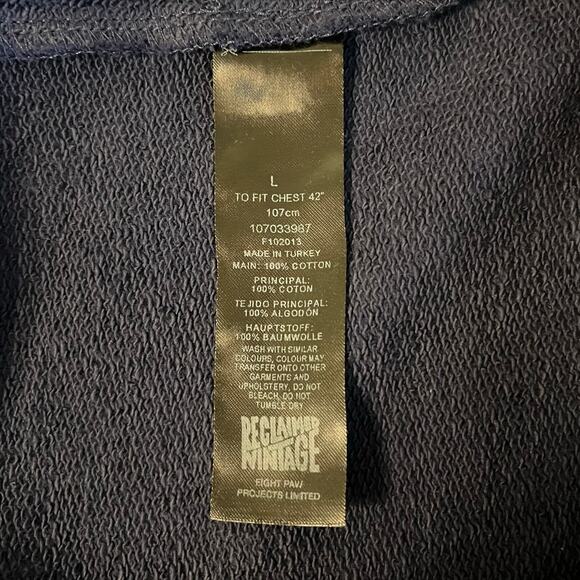 L
TO FIT CHEST 42"
107cm
107033987
F102013
MADE IN TURKEY
MAIN: 100% COTTON
PRINCIPAL:
100% COTON
TEJIDO PRINCIPAL:
100% ALGODÓN
HAUPTSTOFF:
100% BAUMWOLLE
WASH WITH SIMILAR
COLOURS, COLOUR MAY
TRANSFER ONTO OTHER
GARMENTS AND
UPHOLSTERY, DO NOT
BLEACH, DO NOT
TUMBLE DRY
RECLAIMED
VINTAGE
EIGHT PAW
PROJECTS LIMITED